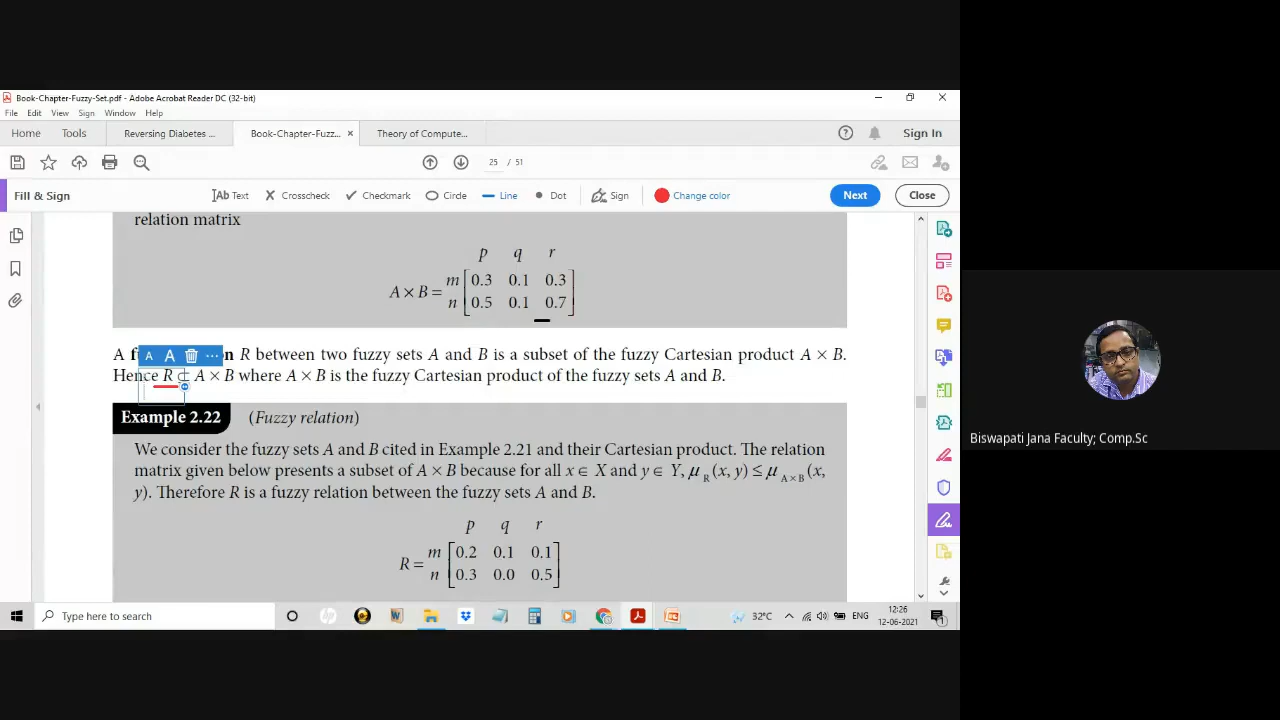 Book-Chapter-Fuzzy-Set.pdf - Adobe Acrobat Reader DC (32-bit)
File Edit View Sign Window Help
Home Tools Reversing Diabetes ... Book-Chapter-Fuzz... × Theory of Compute... Sign In
25 / 51
Fill & Sign Text Crosscheck Checkmark Circle Line Dot Sign Change color Next Close
relation matrix
p q r
A × B = m [0.3 0.1 0.3]
n [0.5 0.1 0.7]
A A A ... n R between two fuzzy sets A and B is a subset of the fuzzy Cartesian product A × B.
Hence R ⊂ A × B where A × B is the fuzzy Cartesian product of the fuzzy sets A and B.
Example 2.22 (Fuzzy relation)
We consider the fuzzy sets A and B cited in Example 2.21 and their Cartesian product. The relation
matrix given below presents a subset of A × B because for all x ∈ X and y ∈ Y, μR (x, y) ≤ μA×B (x,
y). Therefore R is a fuzzy relation between the fuzzy sets A and B.
p q r
R = m [0.2 0.1 0.1]
n [0.3 0.0 0.5]
Type here to search 32°C ENG 12:26
12-06-2021
Biswapati Jana Faculty; Comp.Sc